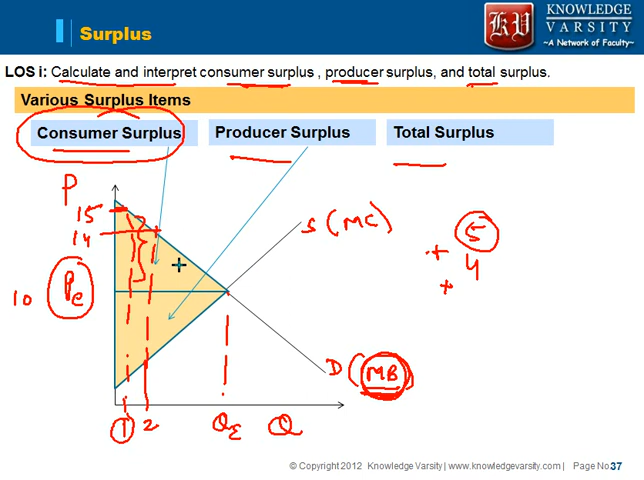 Surplus
KNOWLEDGE
VARSITY
~A Network of Faculty~
LOS i: Calculate and interpret consumer surplus , producer surplus, and total surplus.
Various Surplus Items
Consumer Surplus
Producer Surplus
Total Surplus
P
15
14
S (MC)
5
+ 4
+
10 Pe
D (MB)
1 2 QE Q
© Copyright 2012 Knowledge Varsity | www.knowledgevarsity.com | Page No 37